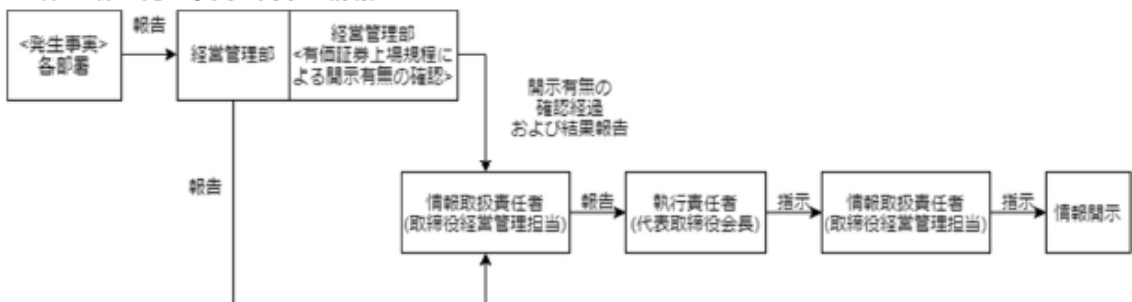 <発生事実>
各部署
報告
経営管理部
経営管理部
<有価証券上場規程に
よる開示有無の確認>
開示有無の
確認経過
および結果報告
報告
情報取扱責任者
(取締役経営管理担当)
報告
執行責任者
(代表取締役会長)
指示
情報取扱責任者
(取締役経営管理担当)
指示
情報開示